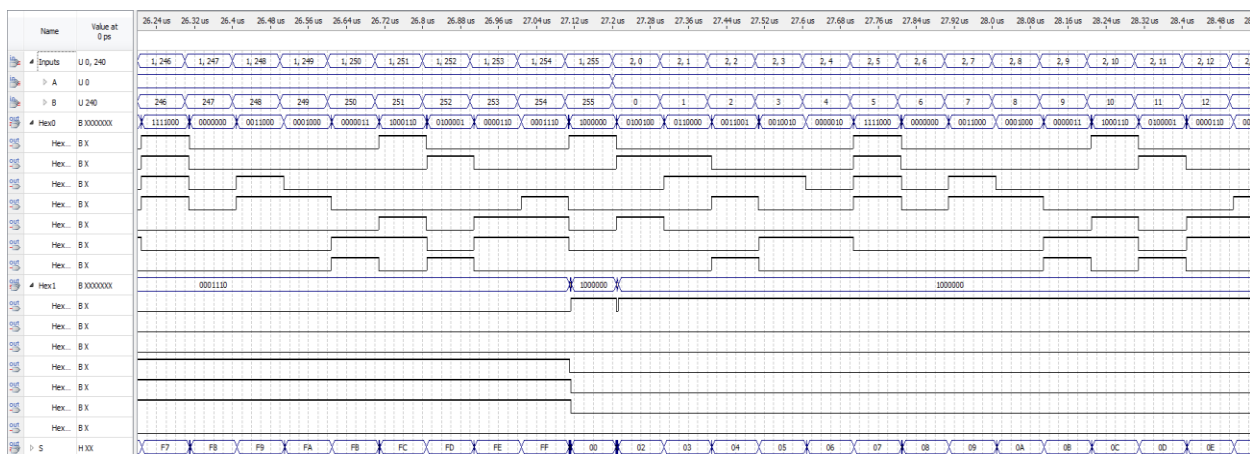 Name Value at 0 ps 26.24 us 26.32 us 26.4 us 26.48 us 26.56 us 26.64 us 26.72 us 26.8 us 26.88 us 26.96 us 27.04 us 27.12 us 27.2 us 27.28 us 27.36 us 27.44 us 27.52 us 27.6 us 27.68 us 27.76 us 27.84 us 27.92 us 28.0 us 28.08 us 28.16 us 28.24 us 28.32 us 28.4 us 28.48 us
Inputs U 0, 240 1, 246 1, 247 1, 248 1, 249 1, 250 1, 251 1, 252 1, 253 1, 254 1, 255 2, 0 2, 1 2, 2 2, 3 2, 4 2, 5 2, 6 2, 7 2, 8 2, 9 2, 10 2, 11 2, 12
A U 0
B U 240 246 247 248 249 250 251 252 253 254 255 0 1 2 3 4 5 6 7 8 9 10 11 12
Hex0 B XXXXXXX 1111000 0000000 0011000 0001000 0000011 1000110 0100001 0000110 0001110 1000000 0100100 0110000 0011001 0010010 0000010 1111000 0000000 0011000 0001000 0000011 1000110 0100001 0000110
Hex... B X
Hex... B X
Hex... B X
Hex... B X
Hex... B X
Hex... B X
Hex... B X
Hex1 B XXXXXXX 0001110 1000000 1000000
Hex... B X
Hex... B X
Hex... B X
Hex... B X
Hex... B X
Hex... B X
Hex... B X
S H XX F7 F8 F9 FA FB FC FD FE FF 00 02 03 04 05 06 07 08 09 0A 0B 0C 0D 0E